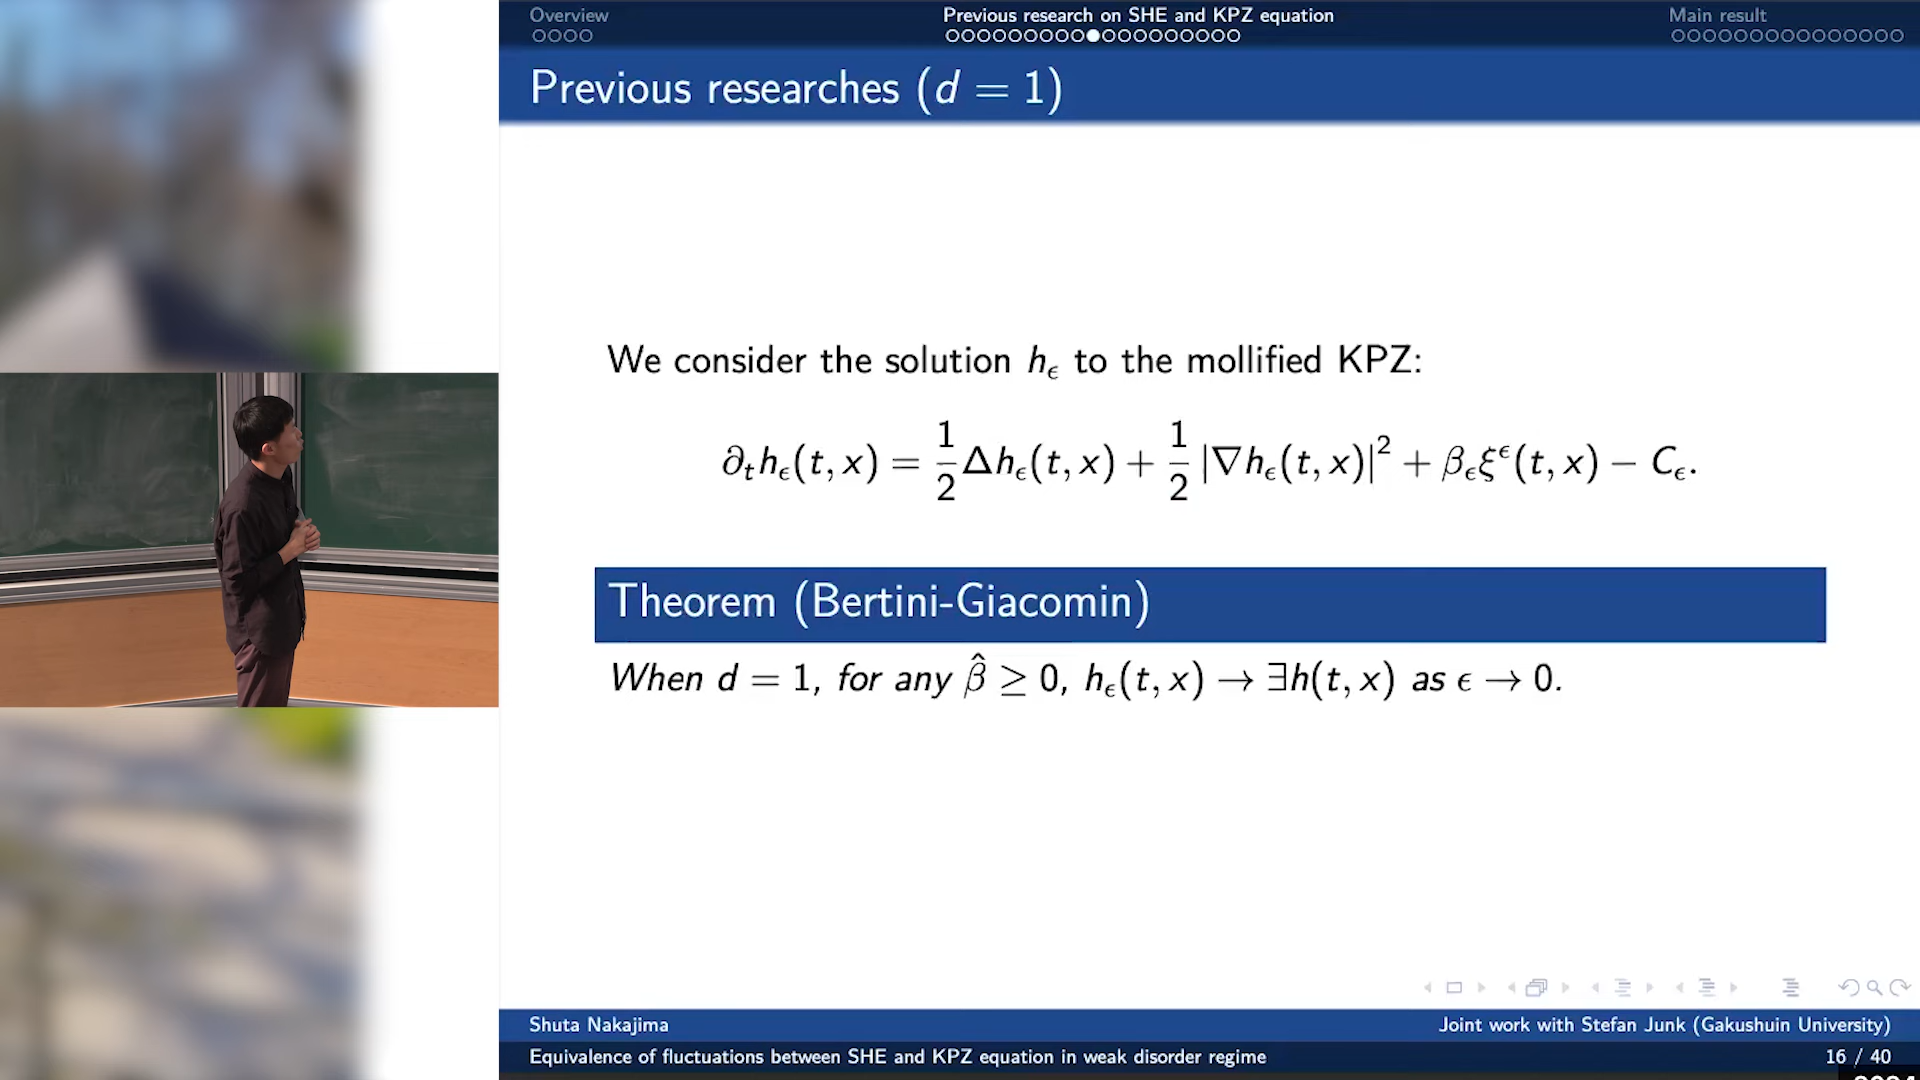 Overview
Previous research on SHE and KPZ equation
Main result
Previous researches (d = 1)
We consider the solution h_ϵ to the mollified KPZ:
∂_t h_ϵ(t, x) = 1/2 Δh_ϵ(t, x) + 1/2 |∇h_ϵ(t, x)|² + β_ϵ ξ^ϵ(t, x) − C_ϵ.
Theorem (Bertini-Giacomin)
When d = 1, for any β̂ ≥ 0, h_ϵ(t, x) → ∃h(t, x) as ϵ → 0.
Shuta Nakajima
Joint work with Stefan Junk (Gakushuin University)
Equivalence of fluctuations between SHE and KPZ equation in weak disorder regime
16 / 40